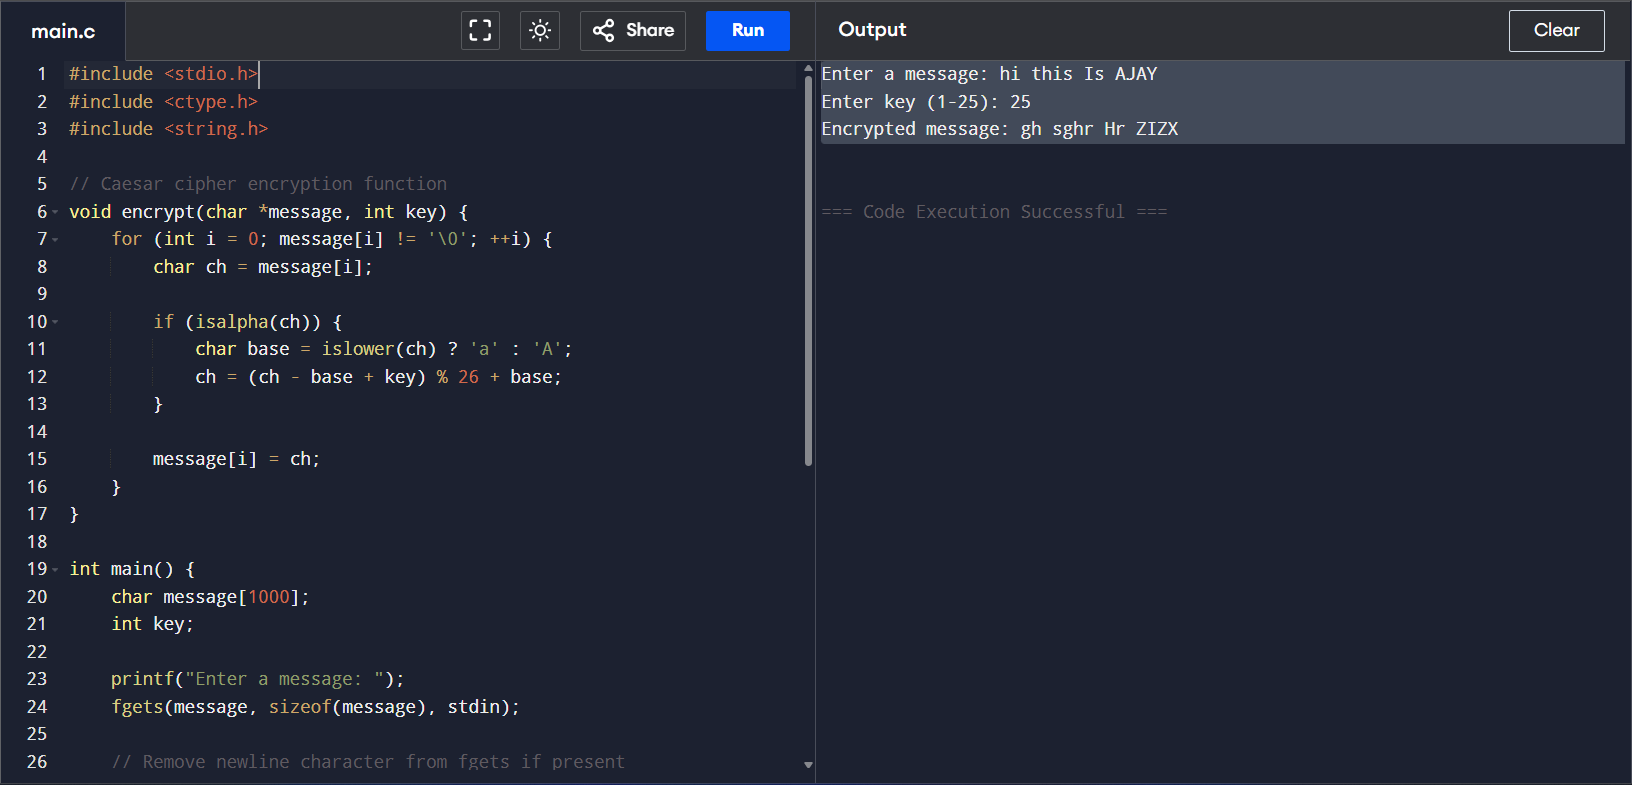 main.c
Share
Run
Output
Clear
1 #include <stdio.h>
2 #include <ctype.h>
3 #include <string.h>
4
5 // Caesar cipher encryption function
6 void encrypt(char *message, int key) {
7     for (int i = 0; message[i] != '\0'; ++i) {
8         char ch = message[i];
9
10         if (isalpha(ch)) {
11             char base = islower(ch) ? 'a' : 'A';
12             ch = (ch - base + key) % 26 + base;
13         }
14
15         message[i] = ch;
16     }
17 }
18
19 int main() {
20     char message[1000];
21     int key;
22
23     printf("Enter a message: ");
24     fgets(message, sizeof(message), stdin);
25
26     // Remove newline character from fgets if present
Enter a message: hi this Is AJAY
Enter key (1-25): 25
Encrypted message: gh sghr Hr ZIZX
=== Code Execution Successful ===